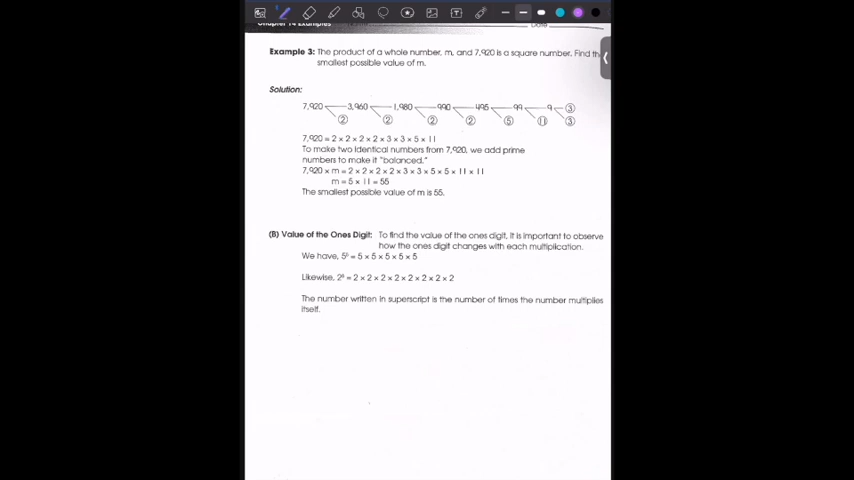 Chapter 14 Examples
Date
Example 3: The product of a whole number, m, and 7,920 is a square number. Find th
smallest possible value of m.
Solution:
7,920 3,960 1,980 990 495 99 9 3
2 2 2 2 5 11 3
7,920 = 2 × 2 × 2 × 2 × 3 × 3 × 5 × 11
To make two identical numbers from 7,920, we add prime
numbers to make it "balanced."
7,920 × m = 2 × 2 × 2 × 2 × 3 × 3 × 5 × 5 × 11 × 11
m = 5 × 11 = 55
The smallest possible value of m is 55.
(B) Value of the Ones Digit: To find the value of the ones digit, it is important to observe
how the ones digit changes with each multiplication.
We have, 5⁵ = 5 × 5 × 5 × 5 × 5
Likewise, 2⁸ = 2 × 2 × 2 × 2 × 2 × 2 × 2 × 2
The number written in superscript is the number of times the number multiplies
itself.